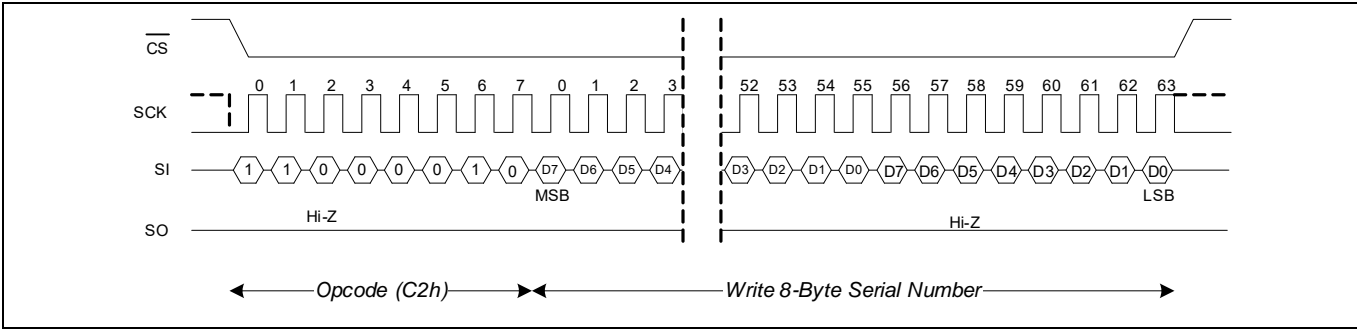 CS
0 1 2 3 4 5 6 7 0 1 2 3 52 53 54 55 56 57 58 59 60 61 62 63
SCK
SI 1 1 0 0 0 0 1 0 D7 D6 D5 D4 D3 D2 D1 D0 D7 D6 D5 D4 D3 D2 D1 D0
MSB LSB
Hi-Z Hi-Z
SO
Opcode (C2h) Write 8-Byte Serial Number